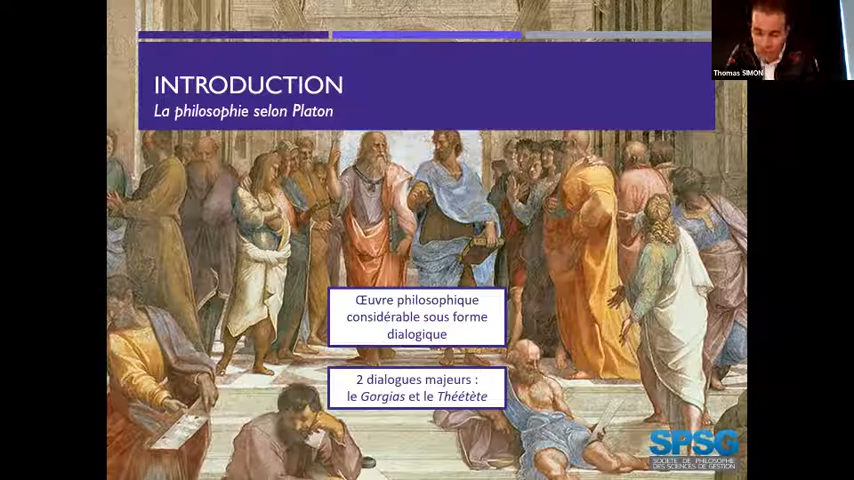 INTRODUCTION
La philosophie selon Platon
Thomas SIMON
Œuvre philosophique
considérable sous forme
dialogique
2 dialogues majeurs :
le Gorgias et le Théétète
SPSG
SOCIÉTÉ DE PHILOSOPHIE
DES SCIENCES DE GESTION